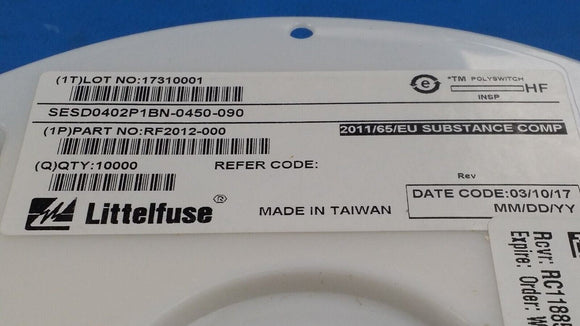 (1T)LOT NO:17310001
e
*TM POLYSWITCH
HF
INSP
SESD0402P1BN-0450-090
(1P)PART NO:RF2012-000
2011/65/EU SUBSTANCE COMP
(Q)QTY:10000
REFER CODE:
Rev
DATE CODE:03/10/17
MM/DD/YY
Littelfuse ®
MADE IN TAIWAN
Rcvr: RC1188
Expire:
Order: W